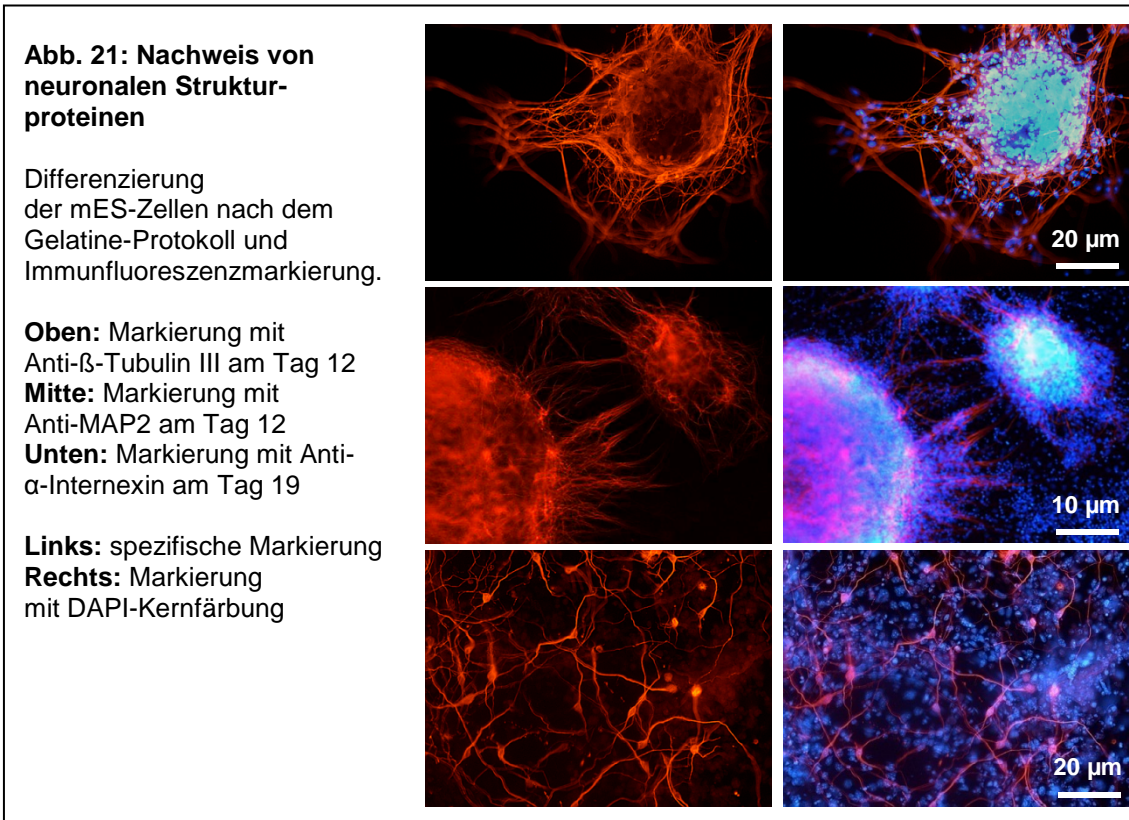 Abb. 21: Nachweis von
neuronalen Struktur-
proteinen
Differenzierung
der mES-Zellen nach dem
Gelatine-Protokoll und
Immunfluoreszenzmarkierung.
Oben: Markierung mit
Anti-ß-Tubulin III am Tag 12
Mitte: Markierung mit
Anti-MAP2 am Tag 12
Unten: Markierung mit Anti-
α-Internexin am Tag 19
Links: spezifische Markierung
Rechts: Markierung
mit DAPI-Kernfärbung
20 µm
10 µm
20 µm